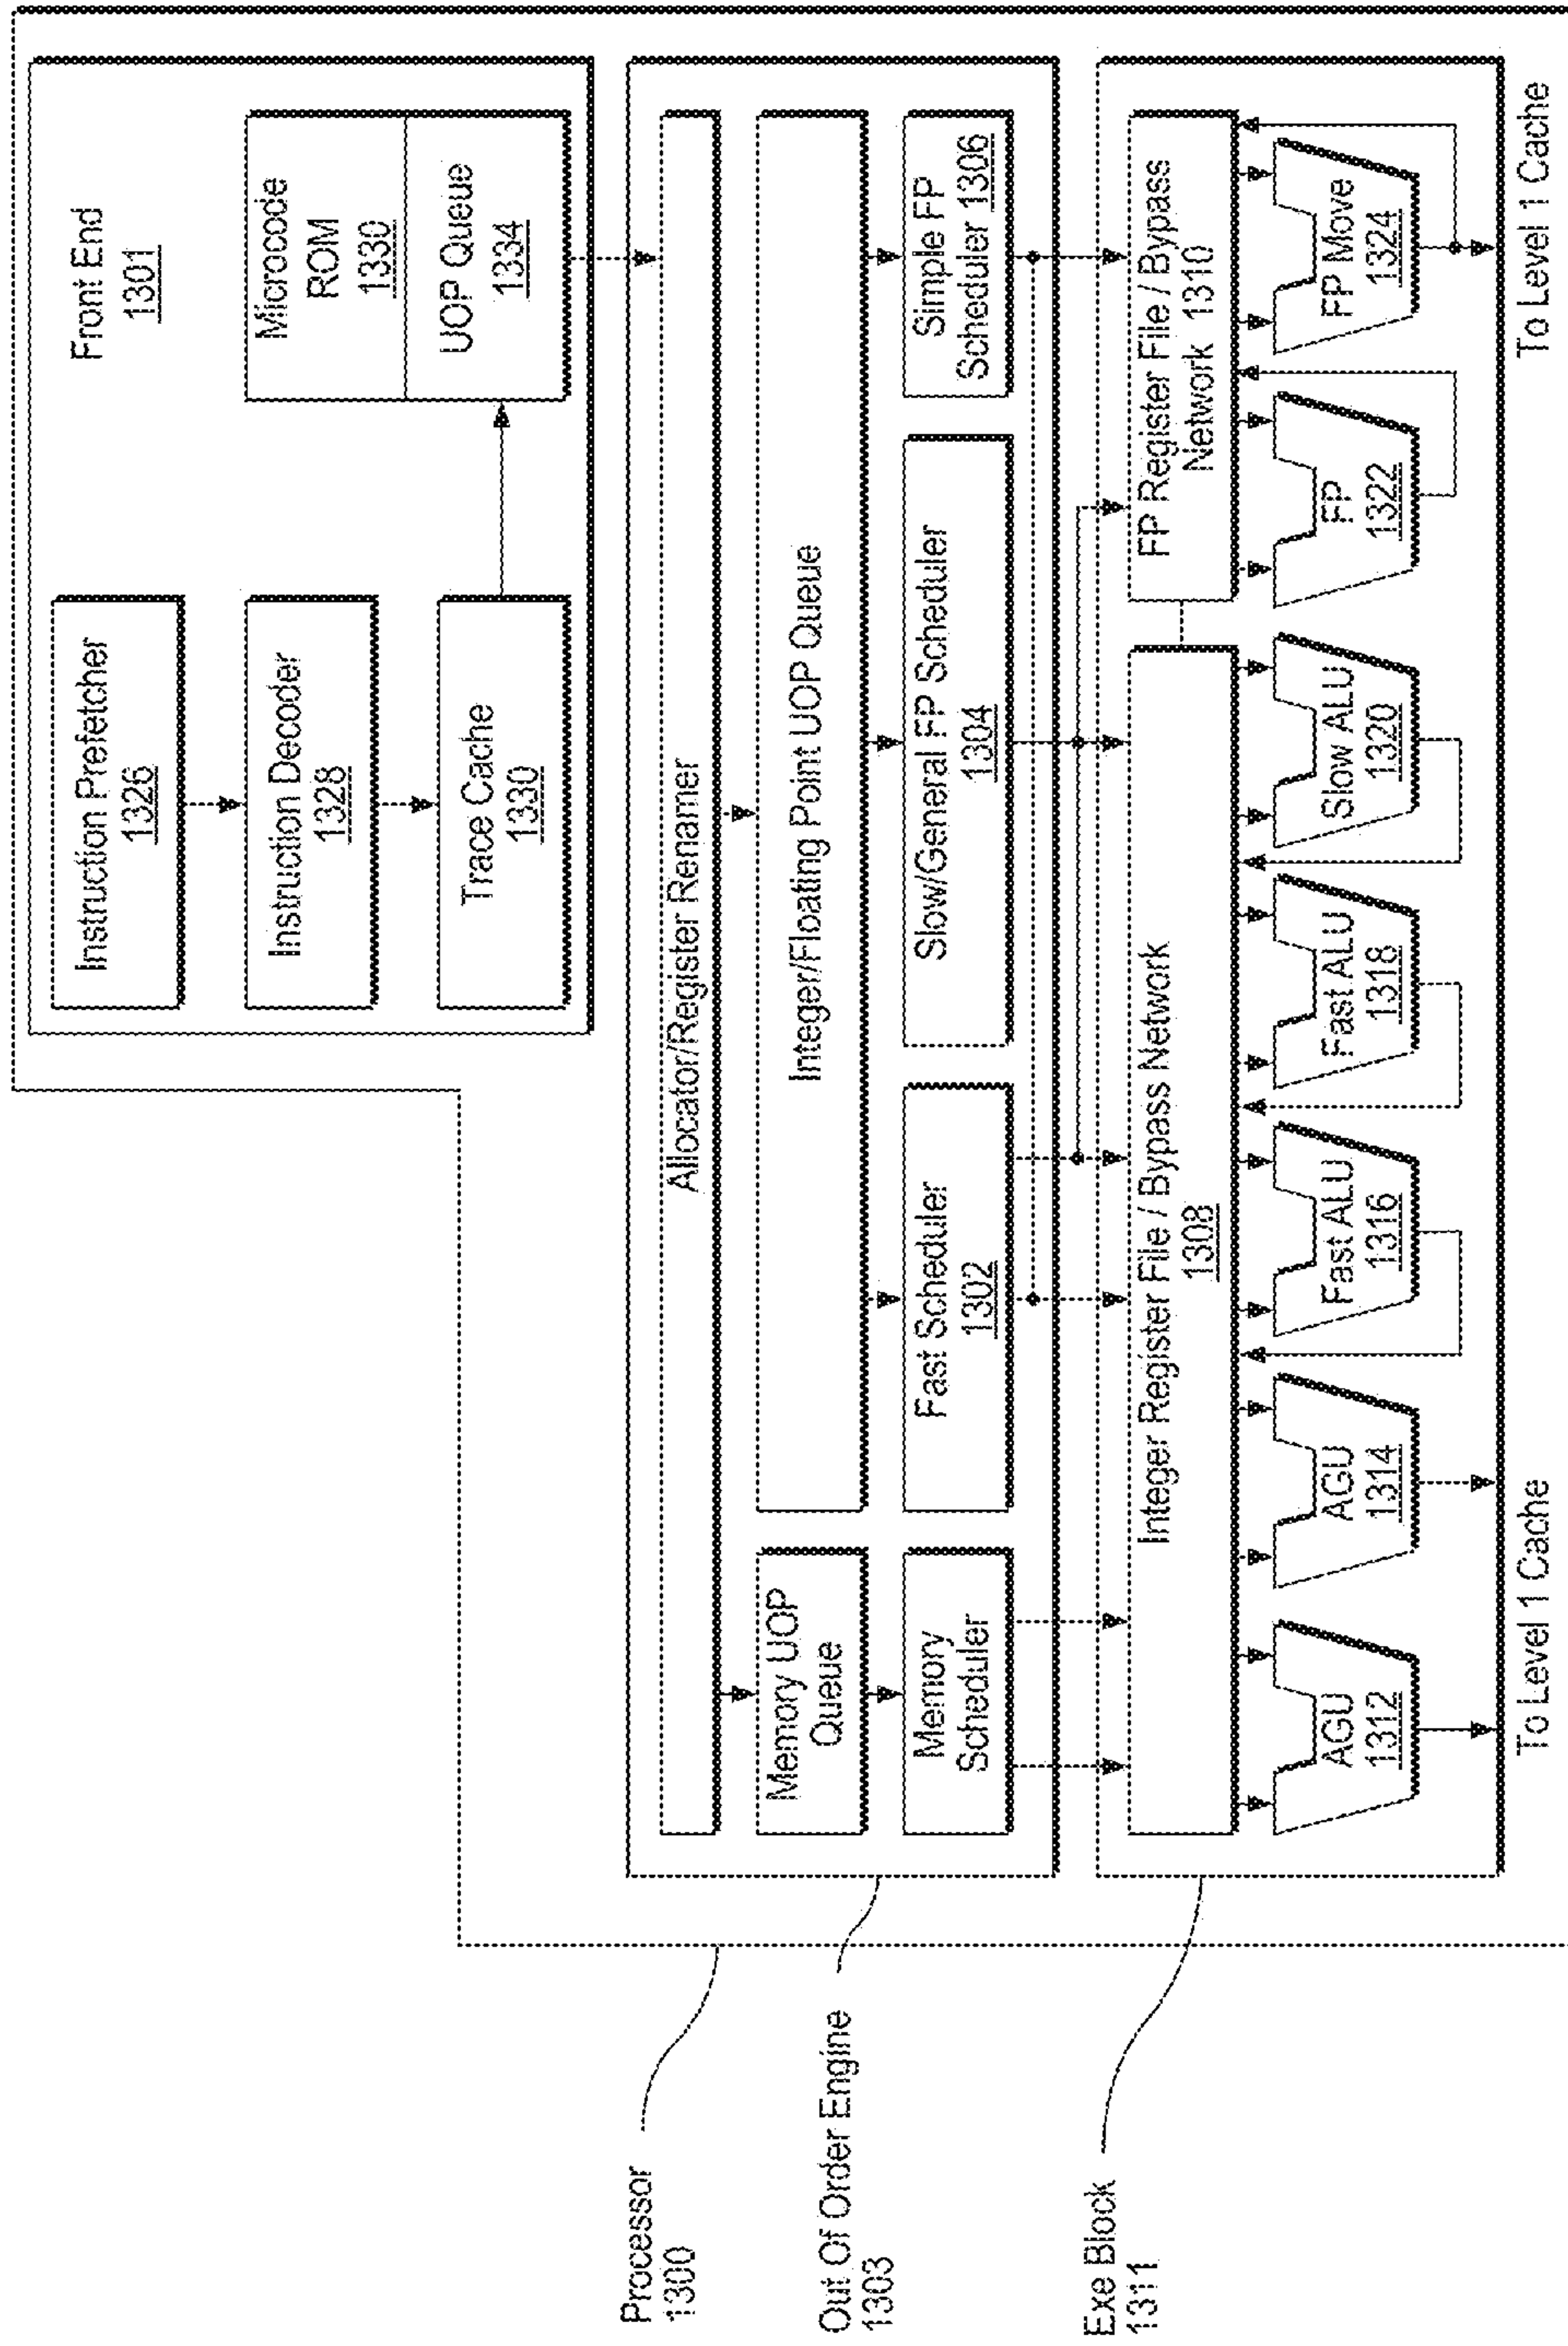 Front End
1301
Instruction Prefetcher
1326
Instruction Decoder
1328
Microcode
ROM
1330
Trace Cache
1330
UOP Queue
1334
Processor
1300
Allocator/Register Renamer
Memory UOP
Queue
Integer/Floating Point UOP Queue
Out Of Order Engine
1303
Memory
Scheduler
Fast Scheduler
1302
Slow/General FP Scheduler
1304
Simple FP
Scheduler 1306
Exe Block
1311
Integer Register File / Bypass Network
1308
FP Register File / Bypass
Network 1310
AGU
1312
AGU
1314
Fast ALU
1316
Fast ALU
1318
Slow ALU
1320
FP
1322
FP Move
1324
To Level 1 Cache
To Level 1 Cache